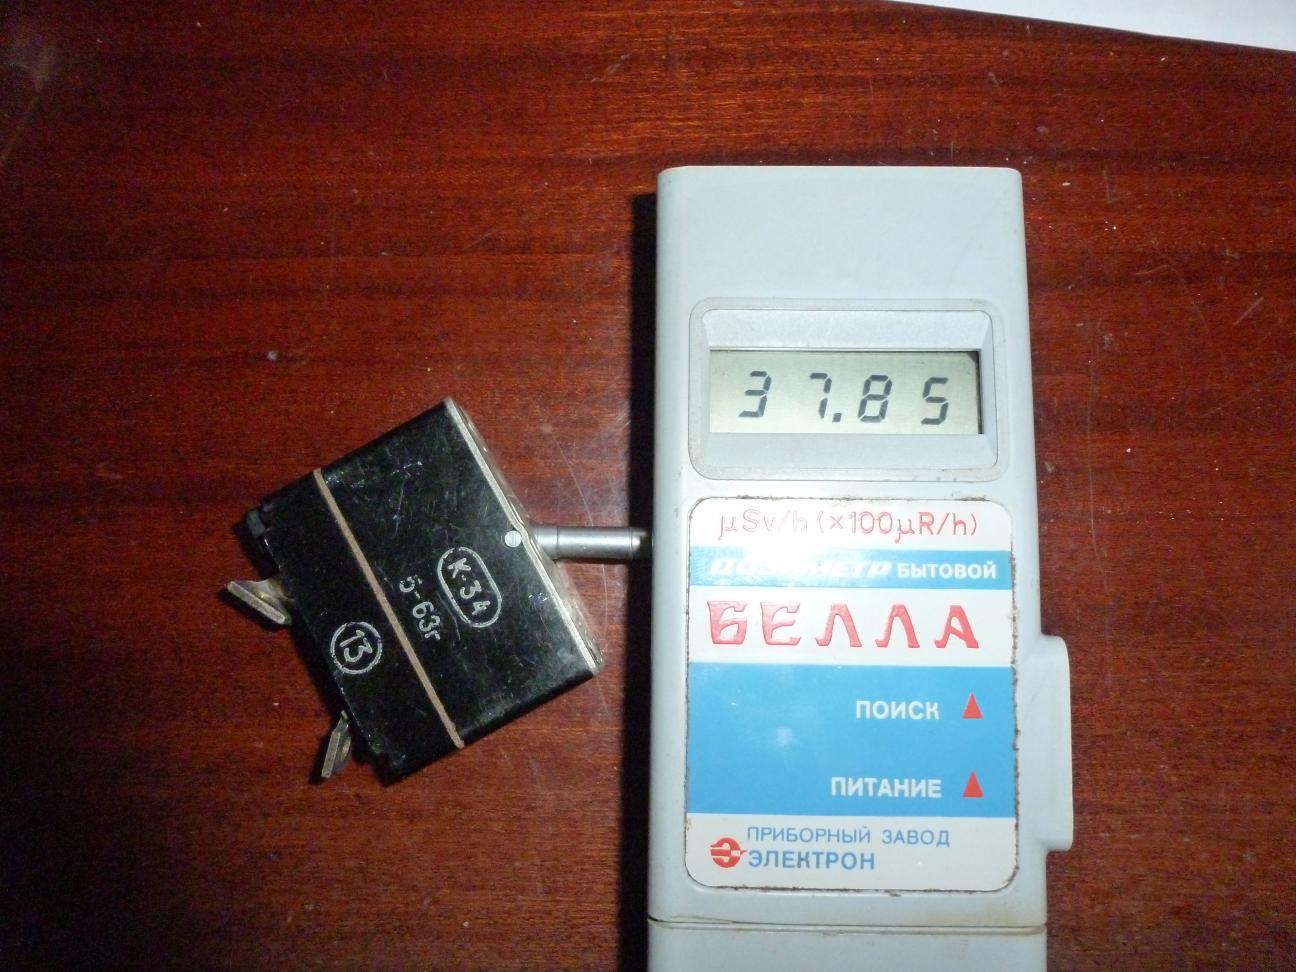 37.85
μSv/h (×100μR/h)
ДОЗИМЕТР БЫТОВОЙ
БЕЛЛА
ПОИСК
ПИТАНИЕ
ПРИБОРНЫЙ ЗАВОД
ЭЛЕКТРОН
К-34
5-63г
13